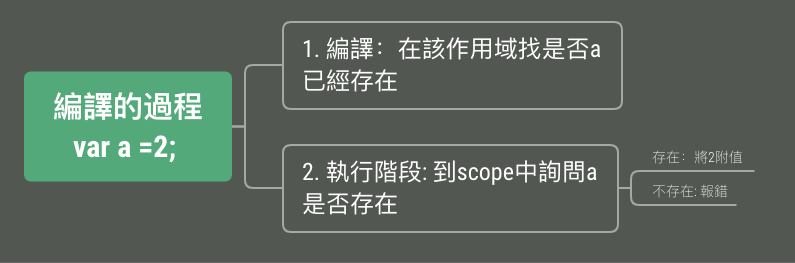 編譯的過程
var a =2;
1. 編譯：在該作用域找是否a
已經存在
2. 執行階段: 到scope中詢問a
是否存在
存在：將2附值
不存在: 報錯